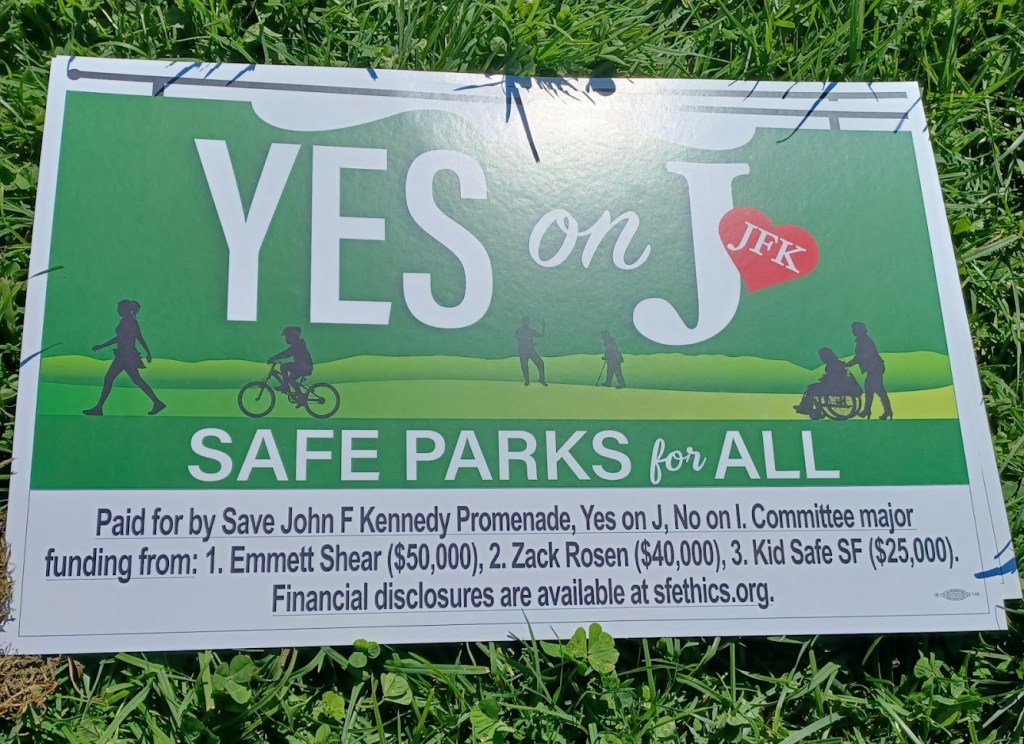 YES on J
JFK
SAFE PARKS for ALL
Paid for by Save John F Kennedy Promenade, Yes on J, No on I. Committee major
funding from: 1. Emmett Shear ($50,000), 2. Zack Rosen ($40,000), 3. Kid Safe SF ($25,000).
Financial disclosures are available at sfethics.org.